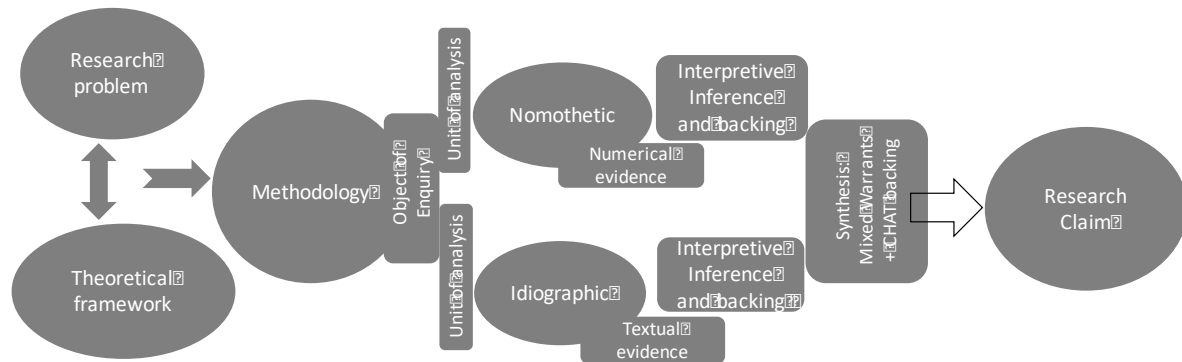 Research
problem
Theoretical
framework
Methodology
Object of
Enquiry
Unit of analysis
Nomothetic
Numerical
evidence
Interpretive
Inference
and backing
Unit of analysis
Idiographic
Textual
evidence
Interpretive
Inference
and backing
Synthesis:
Mixed Warrants
+ CHAT backing
Research
Claim